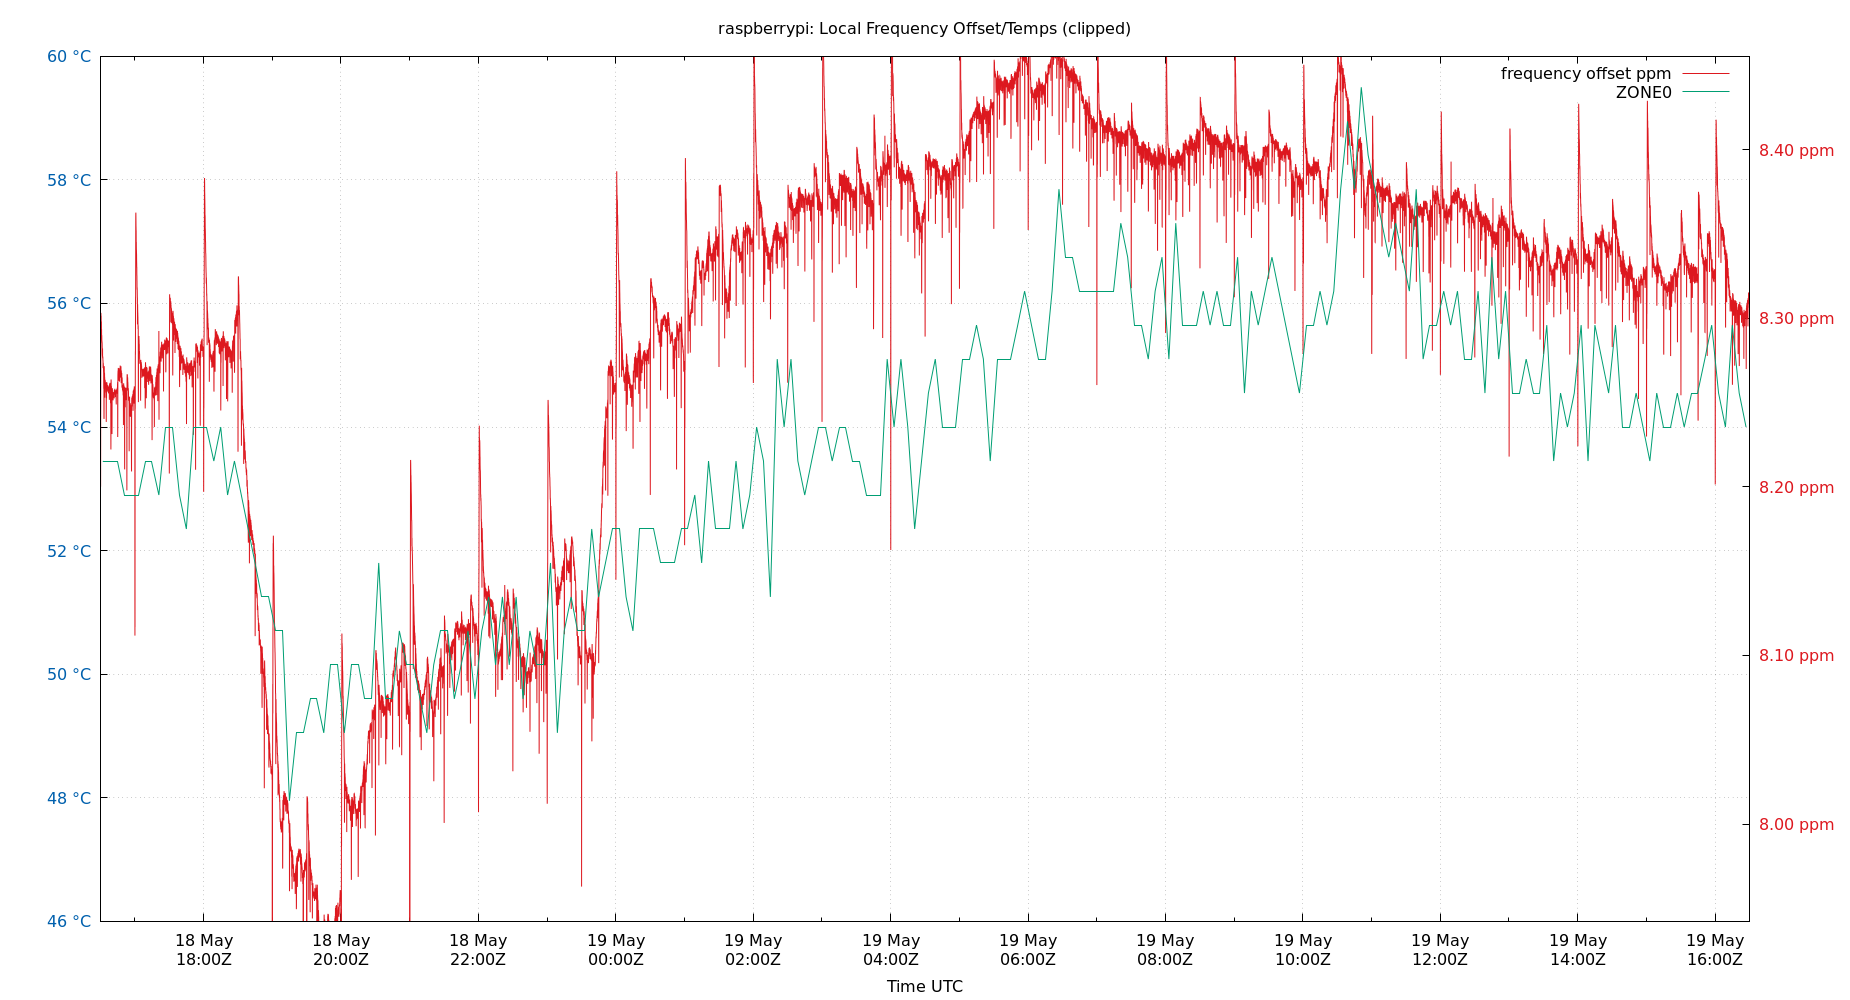 raspberrypi: Local Frequency Offset/Temps (clipped)
60 °C
58 °C
56 °C
54 °C
52 °C
50 °C
48 °C
46 °C
frequency offset ppm
ZONE0
8.40 ppm
8.30 ppm
8.20 ppm
8.10 ppm
8.00 ppm
18 May 18 May 18 May 19 May 19 May 19 May 19 May 19 May 19 May 19 May 19 May 19 May
18:00Z 20:00Z 22:00Z 00:00Z 02:00Z 04:00Z 06:00Z 08:00Z 10:00Z 12:00Z 14:00Z 16:00Z
Time UTC